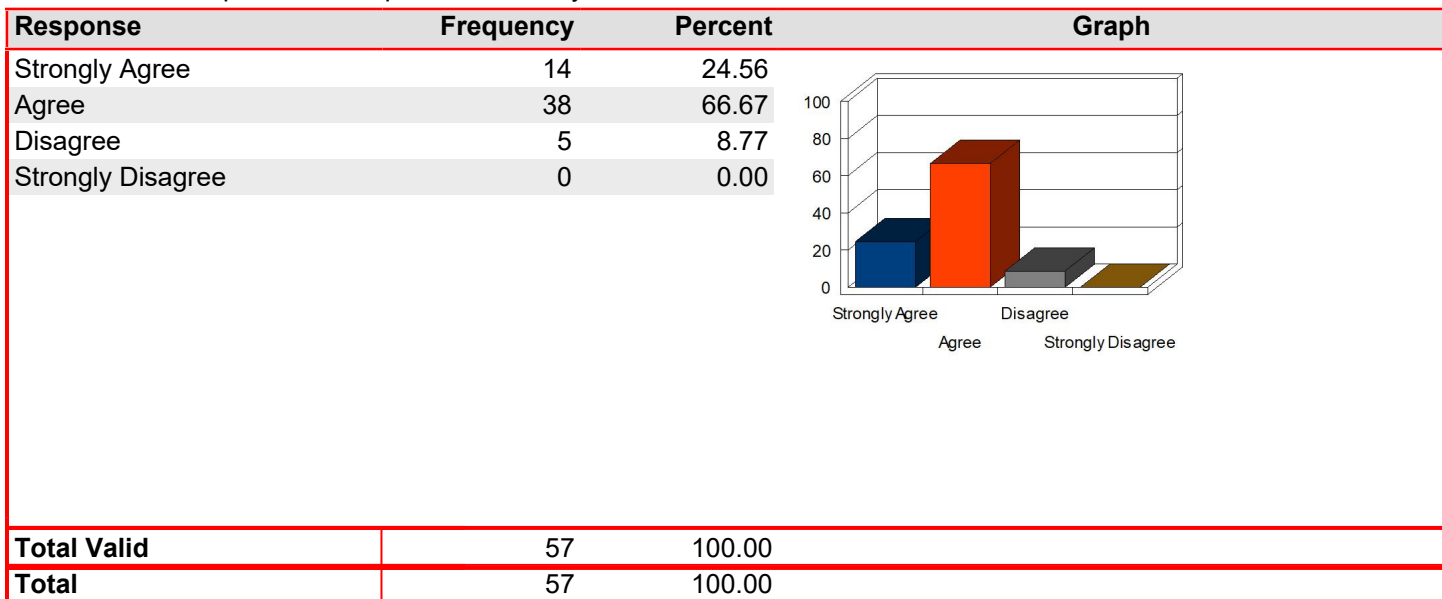 Response Frequency Percent Graph
Strongly Agree 14 24.56
Agree 38 66.67
Disagree 5 8.77
Strongly Disagree 0 0.00
100
80
60
40
20
0
Strongly Agree Disagree
Agree Strongly Disagree
Total Valid 57 100.00
Total 57 100.00